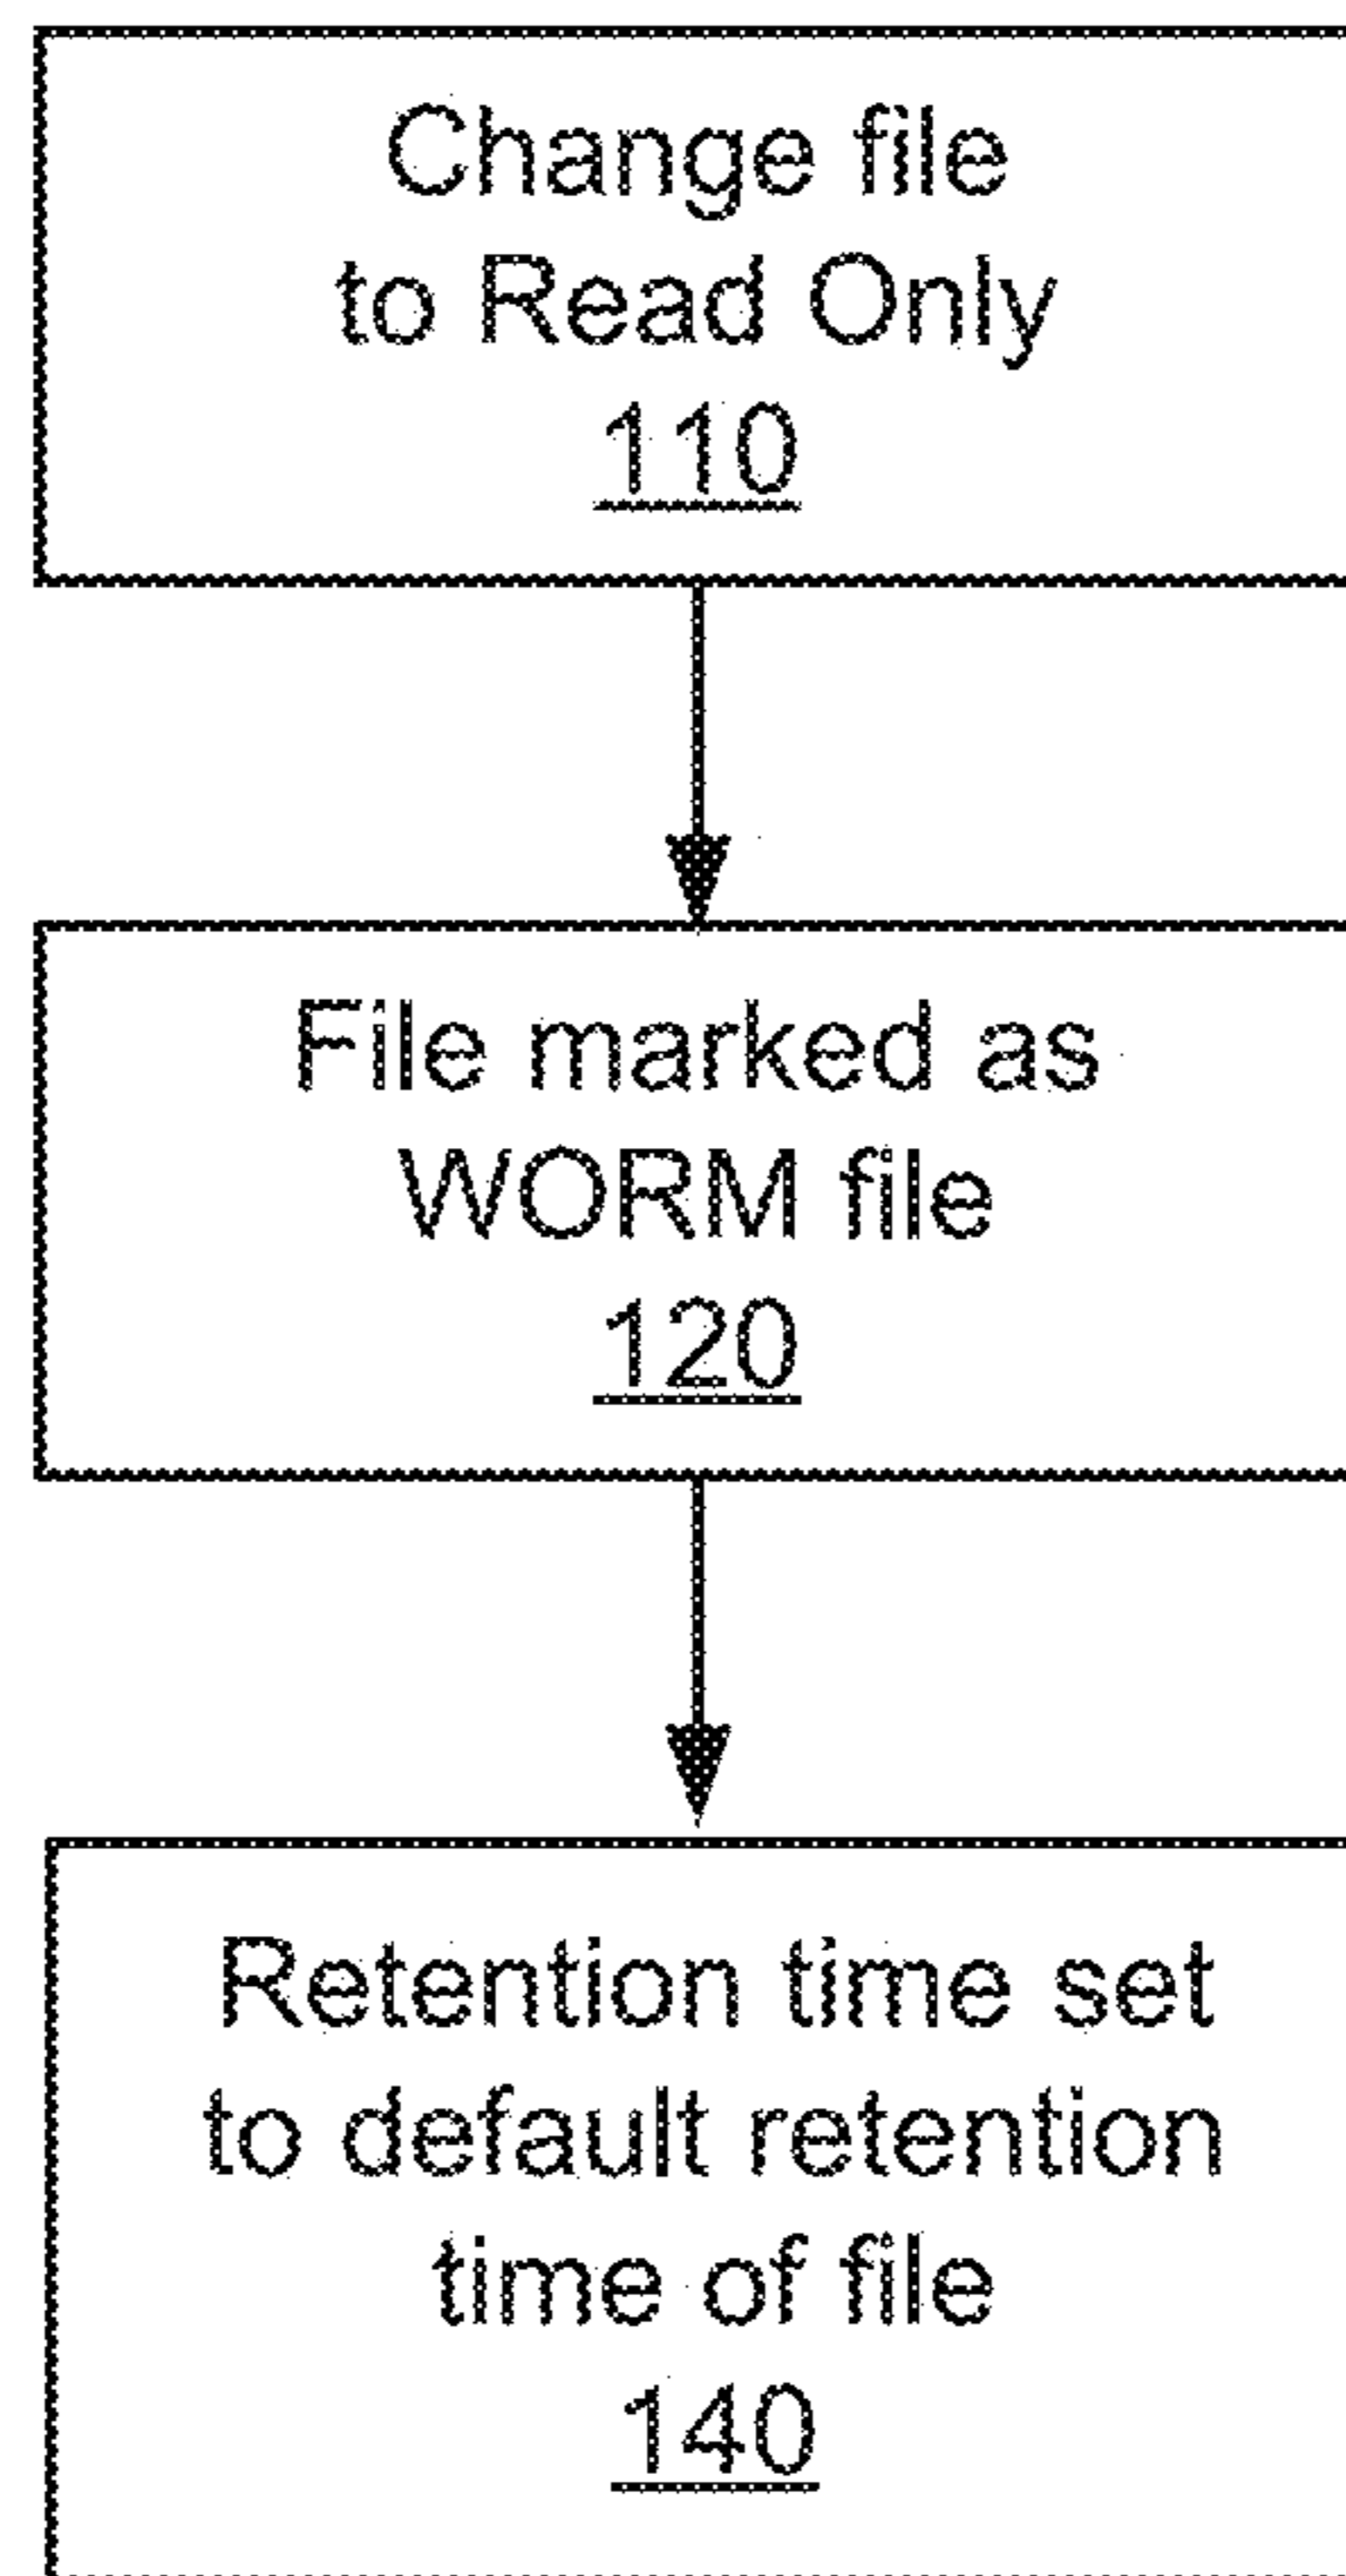 Change file
to Read Only
110
File marked as
WORM file
120
Retention time set
to default retention
time of file
140